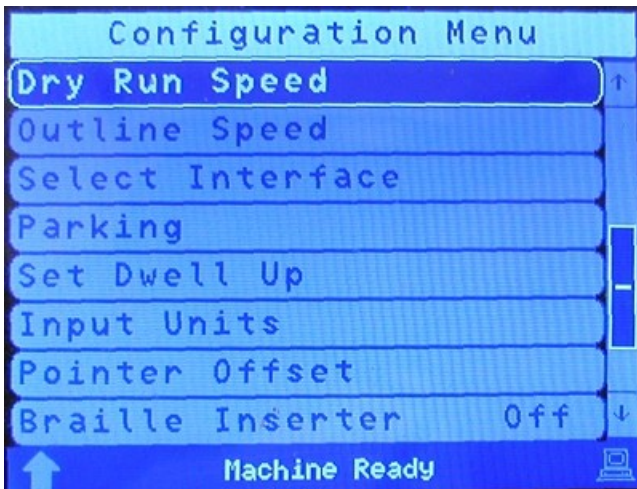 Configuration Menu
Dry Run Speed
Outline Speed
Select Interface
Parking
Set Dwell Up
Input Units
Pointer Offset
Braille Inserter Off
Machine Ready